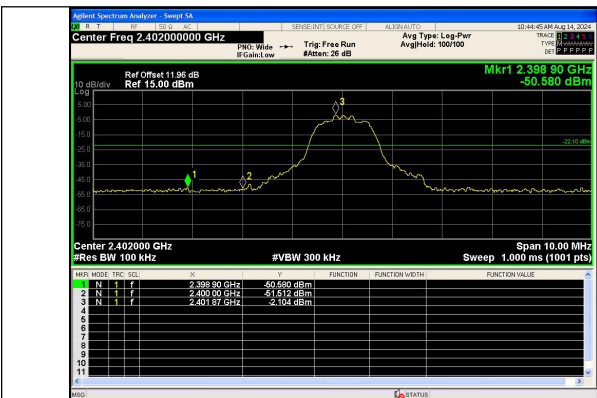 Agilent Spectrum Analyzer - Swept SA
R T RF 50 Ω AC SENSE:INT SOURCE OFF ALIGN AUTO 10:44:45 AM Aug 14, 2024
Center Freq 2.402000000 GHz
PNO: Wide
IFGain:Low
Trig: Free Run
#Atten: 26 dB
Avg Type: Log-Pwr
Avg|Hold: 100/100
TRACE 1 2 3 4 5 6
TYPE
DET P P P P P P
Ref Offset 11.96 dB
10 dB/div Ref 15.00 dBm
Log
Mkr1 2.398 90 GHz
-50.580 dBm
5.00
-5.00
-15.0
-22.10 dBm
-25.0
-35.0
-45.0
-55.0
-65.0
-75.0
1
2
3
Center 2.402000 GHz Span 10.00 MHz
#Res BW 100 kHz #VBW 300 kHz Sweep 1.000 ms (1001 pts)
MKR MODE TRC SCL X Y FUNCTION FUNCTION WIDTH FUNCTION VALUE
1 N 1 f 2.398 90 GHz -50.580 dBm
2 N 1 f 2.400 00 GHz -51.512 dBm
3 N 1 f 2.401 87 GHz -2.104 dBm
4
5
6
7
8
9
10
11
MSG STATUS